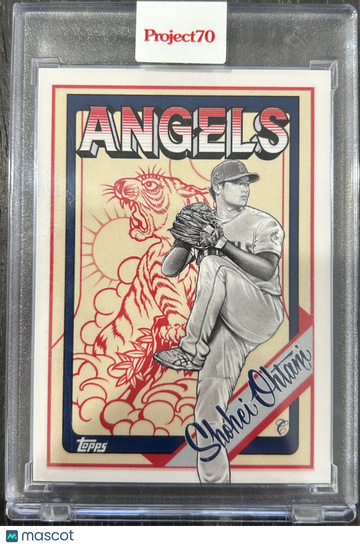 Project70
ANGELS
Shohei Ohtani
topps
mascot